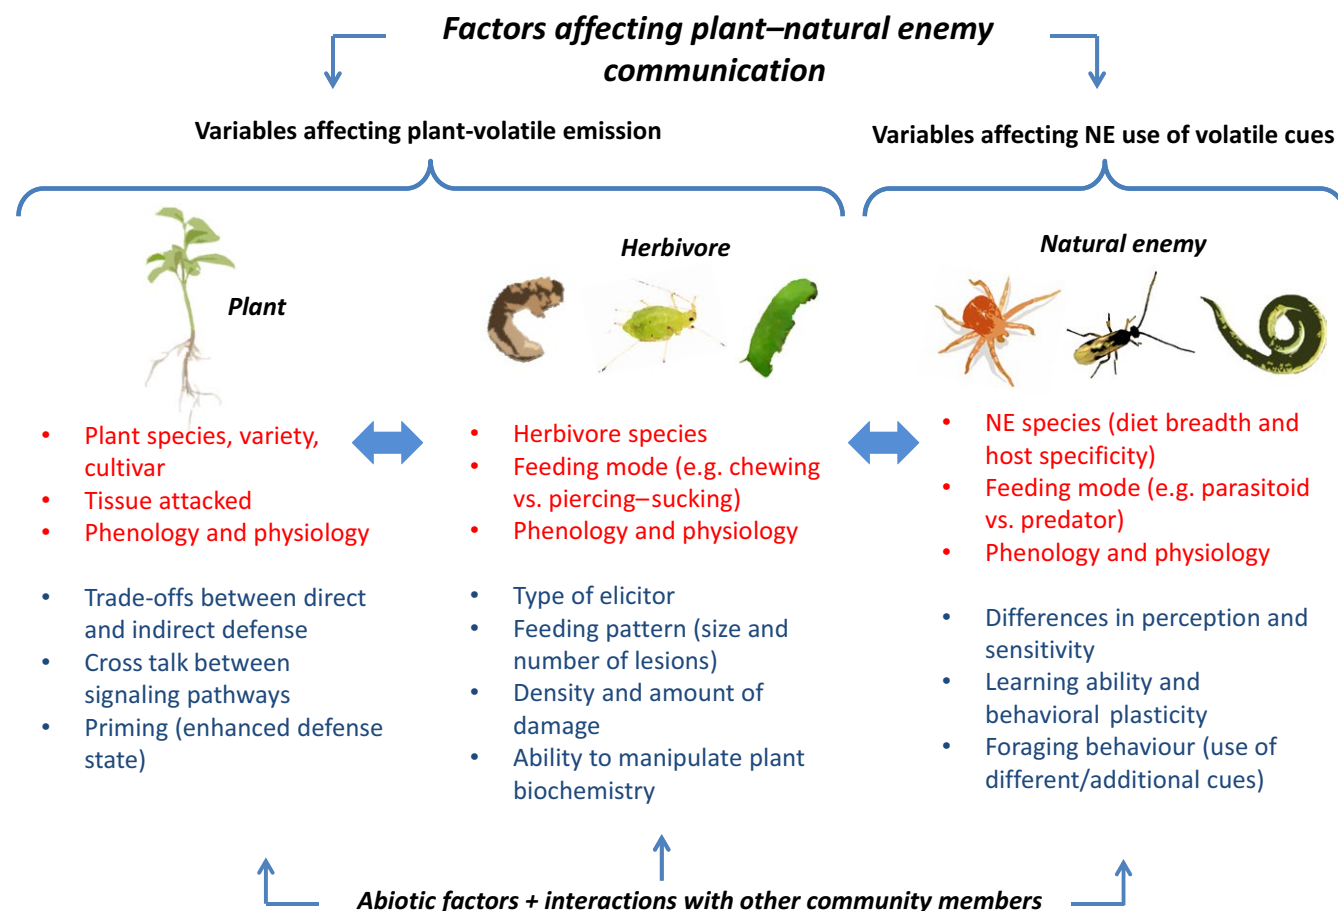 Factors affecting plant–natural enemy
communication
Variables affecting plant-volatile emission
Variables affecting NE use of volatile cues
Plant
Herbivore
Natural enemy
• Plant species, variety,
cultivar
• Tissue attacked
• Phenology and physiology
• Trade-offs between direct
and indirect defense
• Cross talk between
signaling pathways
• Priming (enhanced defense
state)
• Herbivore species
• Feeding mode (e.g. chewing
vs. piercing–sucking)
• Phenology and physiology
• Type of elicitor
• Feeding pattern (size and
number of lesions)
• Density and amount of
damage
• Ability to manipulate plant
biochemistry
• NE species (diet breadth and
host specificity)
• Feeding mode (e.g. parasitoid
vs. predator)
• Phenology and physiology
• Differences in perception and
sensitivity
• Learning ability and
behavioral plasticity
• Foraging behaviour (use of
different/additional cues)
Abiotic factors + interactions with other community members